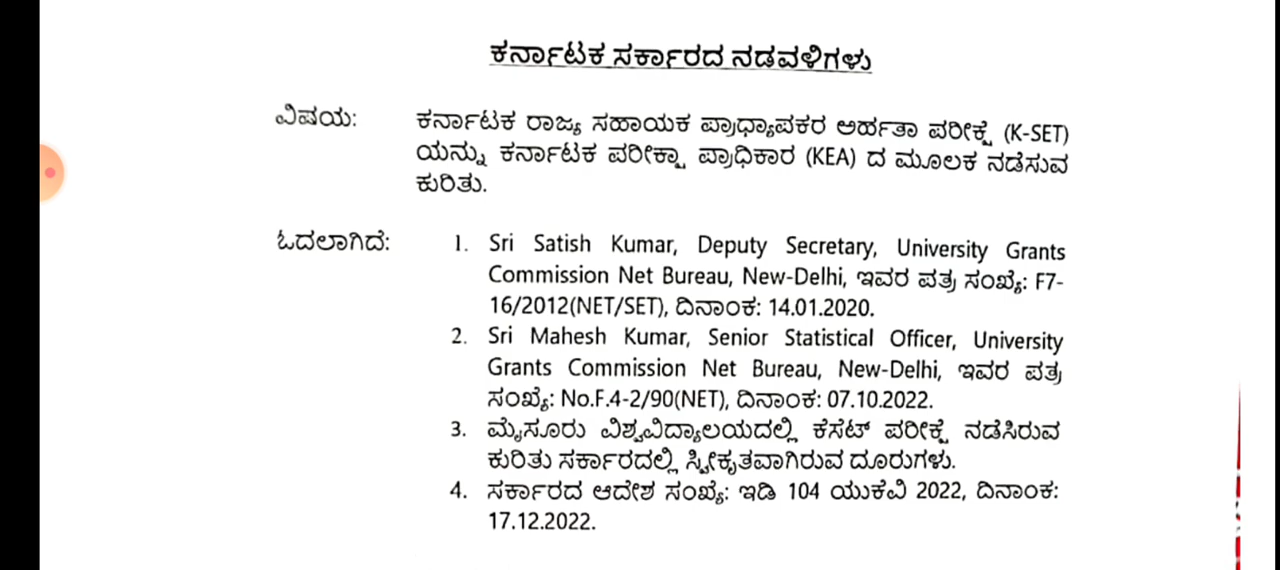 ಕರ್ನಾಟಕ ಸರ್ಕಾರದ ನಡವಳಿಗಳು
ವಿಷಯ: ಕರ್ನಾಟಕ ರಾಜ್ಯ ಸಹಾಯಕ ಪ್ರಾಧ್ಯಾಪಕರ ಅರ್ಹತಾ ಪರೀಕ್ಷೆ (K-SET)
ಯನ್ನು ಕರ್ನಾಟಕ ಪರೀಕ್ಷಾ ಪ್ರಾಧಿಕಾರ (KEA) ದ ಮೂಲಕ ನಡೆಸುವ
ಕುರಿತು.
ಓದಲಾಗಿದೆ: 1. Sri Satish Kumar, Deputy Secretary, University Grants
Commission Net Bureau, New-Delhi, ಇವರ ಪತ್ರ ಸಂಖ್ಯೆ: F7-
16/2012(NET/SET), ದಿನಾಂಕ: 14.01.2020.
2. Sri Mahesh Kumar, Senior Statistical Officer, University
Grants Commission Net Bureau, New-Delhi, ಇವರ ಪತ್ರ
ಸಂಖ್ಯೆ: No.F.4-2/90(NET), ದಿನಾಂಕ: 07.10.2022.
3. ಮೈಸೂರು ವಿಶ್ವವಿದ್ಯಾಲಯದಲ್ಲಿ ಕೆಸೆಟ್ ಪರೀಕ್ಷೆ ನಡೆಸಿರುವ
ಕುರಿತು ಸರ್ಕಾರದಲ್ಲಿ ಸ್ವೀಕೃತವಾಗಿರುವ ದೂರುಗಳು.
4. ಸರ್ಕಾರದ ಆದೇಶ ಸಂಖ್ಯೆ: ಇಡಿ 104 ಯುಕೆವಿ 2022, ದಿನಾಂಕ:
17.12.2022.